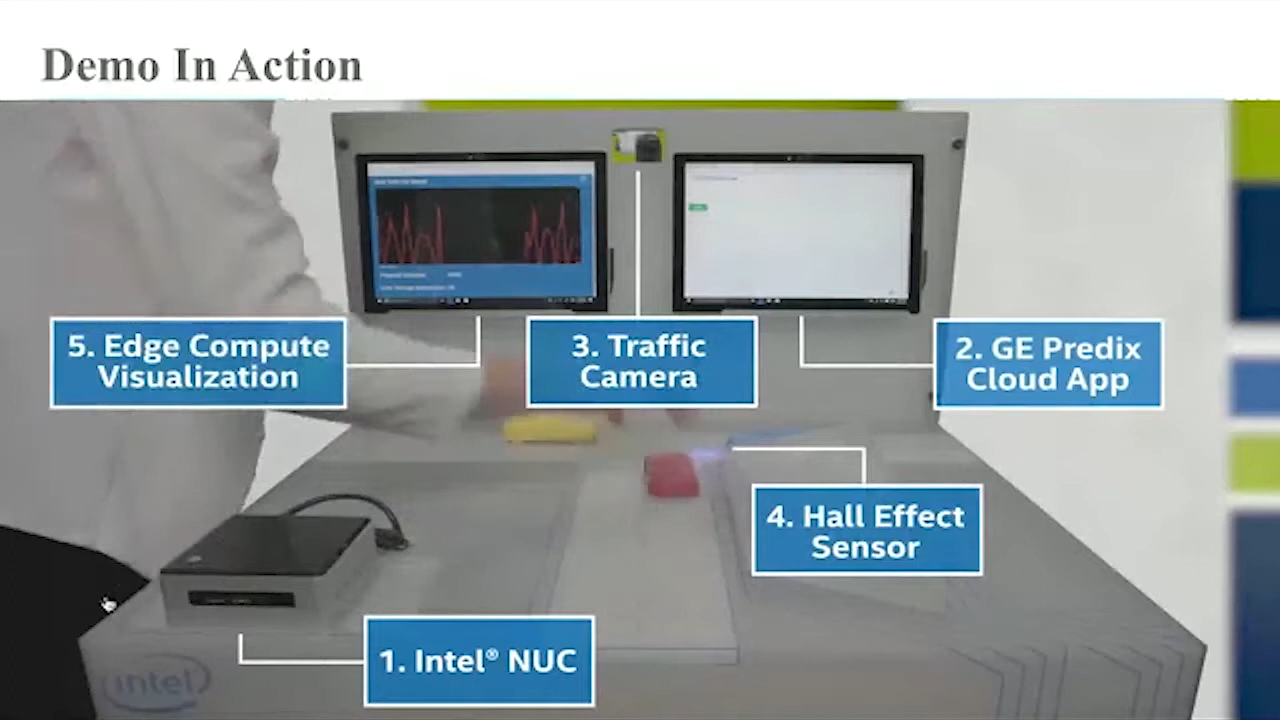 Demo In Action
5. Edge Compute
Visualization
3. Traffic
Camera
2. GE Predix
Cloud App
4. Hall Effect
Sensor
1. Intel® NUC
intel